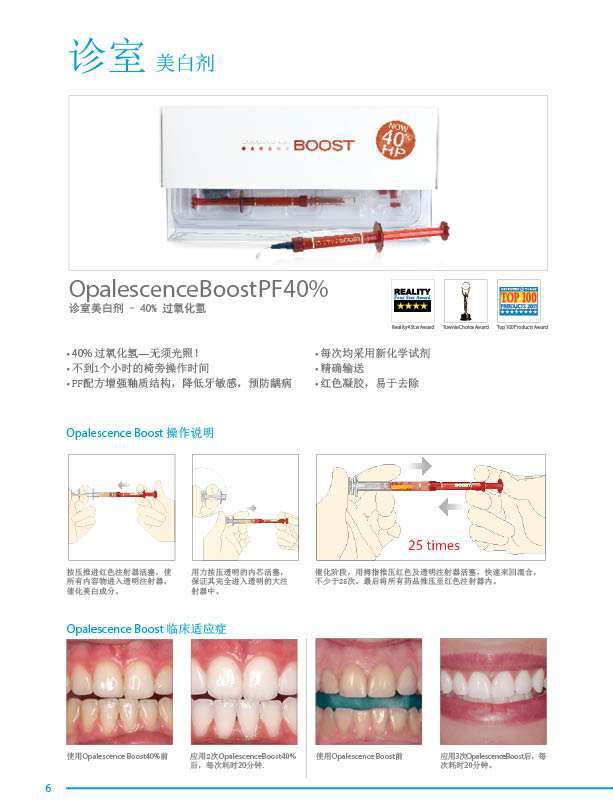 诊室 美白剂
BOOST
NOW
40%
HP
BOOST
OpalescenceBoostPF40%
诊室美白剂 - 40% 过氧化氢
REALITY
Four Star Award
TOP 100
PRODUCTS
Reality4Star Award
TownieChoice Award
Top 100Products Award
• 40% 过氧化氢—无须光照！
• 不到1个小时的椅旁操作时间
• PF配方增强釉质结构，降低牙敏感，预防龋病
• 每次均采用新化学试剂
• 精确输送
• 红色凝胶，易于去除
Opalescence Boost 操作说明
BOOST
25 times
按压推进红色注射器活塞，使
所有内容物进入透明注射器，
催化美白成分。
用力按压透明的内芯活塞，
保证其完全进入透明的大注
射器中。
催化阶段，用拇指推压红色及透明注射器活塞，快速来回混合，
不少于25次。最后将所有药品推压至红色注射器内。
Opalescence Boost 临床适应症
使用Opalescence Boost40%前
应用2次OpalescenceBoost40%
后，每次耗时20分钟.
使用Opalescence Boost前
应用3次OpalescenceBoost后，每
次耗时20分钟。
6